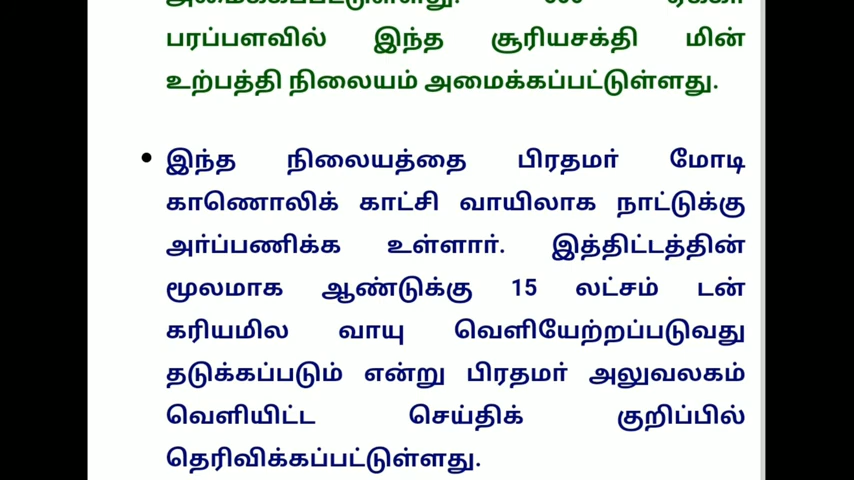 பரப்பளவில் இந்த சூரியசக்தி மின்
உற்பத்தி நிலையம் அமைக்கப்பட்டுள்ளது.
• இந்த நிலையத்தை பிரதமர் மோடி
காணொலிக் காட்சி வாயிலாக நாட்டுக்கு
அர்ப்பணிக்க உள்ளார். இத்திட்டத்தின்
மூலமாக ஆண்டுக்கு 15 லட்சம் டன்
கரியமில வாயு வெளியேற்றப்படுவது
தடுக்கப்படும் என்று பிரதமர் அலுவலகம்
வெளியிட்ட செய்திக் குறிப்பில்
தெரிவிக்கப்பட்டுள்ளது.